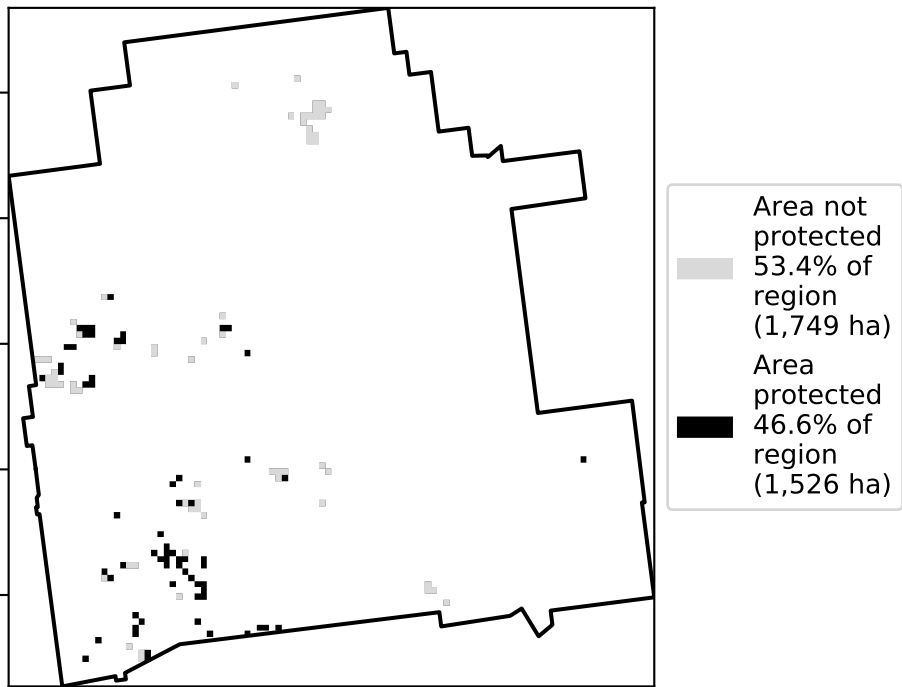 Area not
protected
53.4% of
region
(1,749 ha)
Area
protected
46.6% of
region
(1,526 ha)